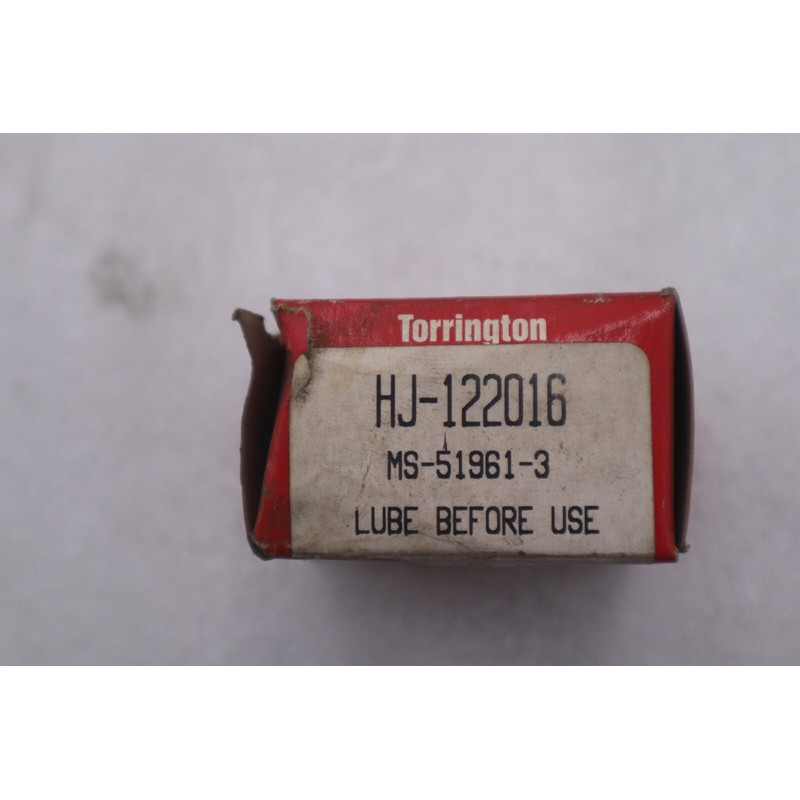 Torrington
HJ-122016
MS-51961-3
LUBE BEFORE USE